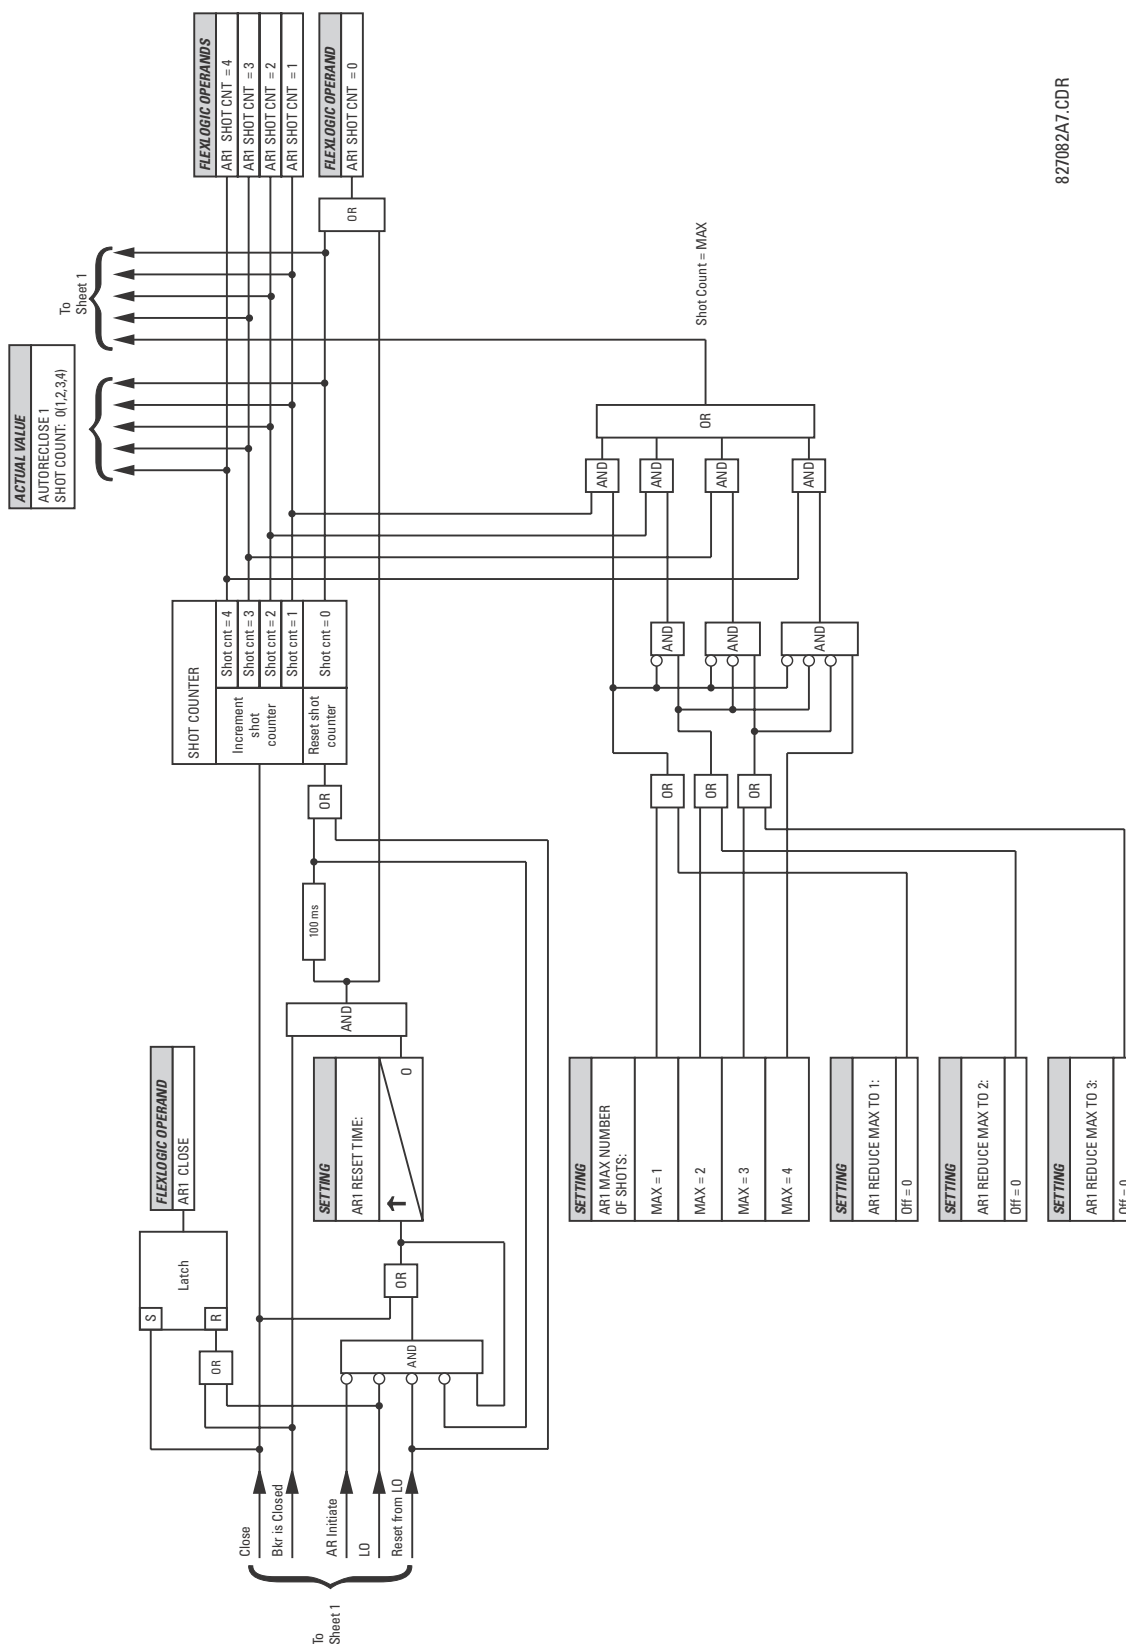 ACTUAL VALUE
AUTORECLOSE 1
SHOT COUNT: 0(1,2,3,4)
To
Sheet 1
FLEXLOGIC OPERANDS
AR1 SHOT CNT = 4
AR1 SHOT CNT = 3
AR1 SHOT CNT = 2
AR1 SHOT CNT = 1
FLEXLOGIC OPERAND
AR1 SHOT CNT = 0
OR
SHOT COUNTER
Increment
shot
counter
Shot cnt = 4
Shot cnt = 3
Shot cnt = 2
Shot cnt = 1
Reset shot
counter
Shot cnt = 0
OR
100 ms
AND
FLEXLOGIC OPERAND
AR1 CLOSE
Latch
S
R
OR
SETTING
AR1 RESET TIME:
0
OR
AND
Close
Bkr is Closed
AR Initiate
LO
Reset from LO
To
Sheet 1
Shot Count = MAX
OR
AND
AND
AND
AND
AND
AND
AND
OR
OR
OR
SETTING
AR1 MAX NUMBER
OF SHOTS:
MAX = 1
MAX = 2
MAX = 3
MAX = 4
SETTING
AR1 REDUCE MAX TO 1:
Off = 0
SETTING
AR1 REDUCE MAX TO 2:
Off = 0
SETTING
AR1 REDUCE MAX TO 3:
Off = 0
827082A7.CDR